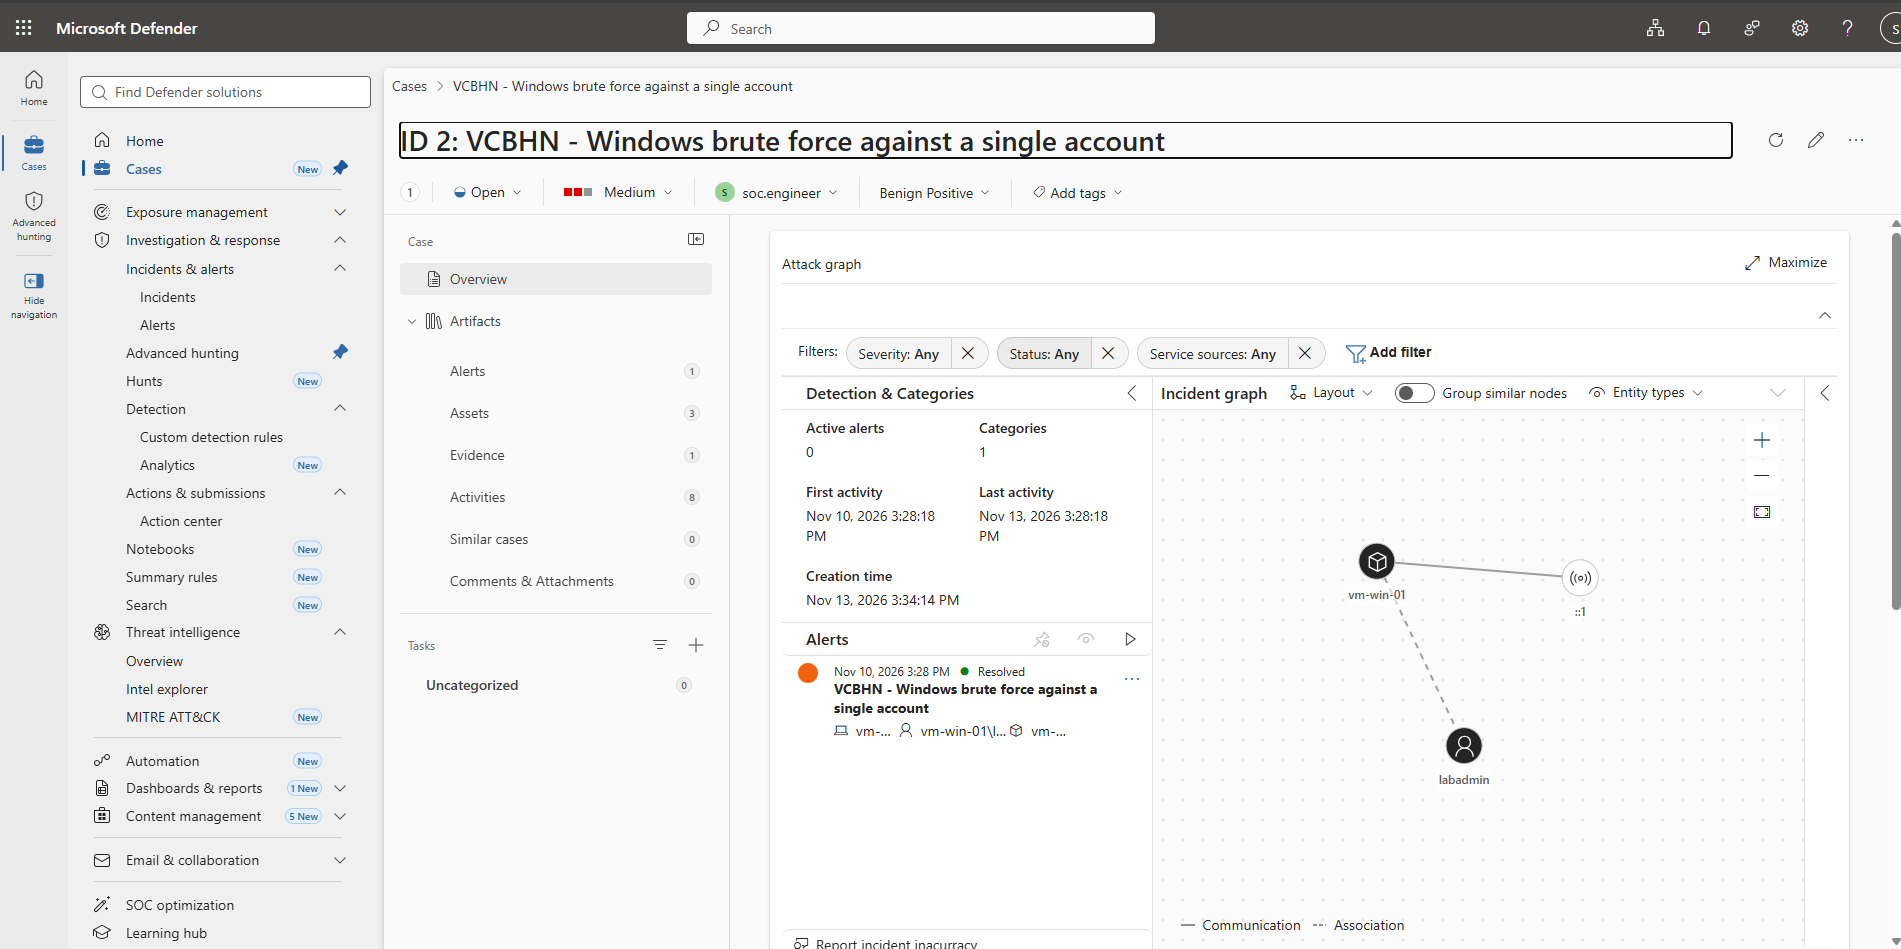 Microsoft Defender
Search
S
Home
Cases
Advanced
hunting
Hide
navigation
Find Defender solutions
Home
Cases New
Exposure management
Investigation & response
Incidents & alerts
Incidents
Alerts
Advanced hunting
Hunts New
Detection
Custom detection rules
Analytics New
Actions & submissions
Action center
Notebooks New
Summary rules New
Search New
Threat intelligence
Overview
Intel explorer
MITRE ATT&CK New
Automation New
Dashboards & reports 1 New
Content management 5 New
Email & collaboration
SOC optimization
Learning hub
Cases > VCBHN - Windows brute force against a single account
ID 2: VCBHN - Windows brute force against a single account
1 Open Medium S soc.engineer Benign Positive Add tags
Case
Overview
Artifacts
Alerts 1
Assets 3
Evidence 1
Activities 8
Similar cases 0
Comments & Attachments 0
Tasks
Uncategorized 0
Attack graph Maximize
Filters: Severity: Any Status: Any Service sources: Any Add filter
Detection & Categories
Active alerts Categories
0 1
First activity Last activity
Nov 10, 2026 3:28:18 Nov 13, 2026 3:28:18
PM PM
Creation time
Nov 13, 2026 3:34:14 PM
Alerts
Nov 10, 2026 3:28 PM Resolved
VCBHN - Windows brute force against a
single account
vm-... vm-win-01\l... vm-...
Report incident inacurracy
Incident graph Layout Group similar nodes Entity types
vm-win-01
::1
labadmin
Communication Association